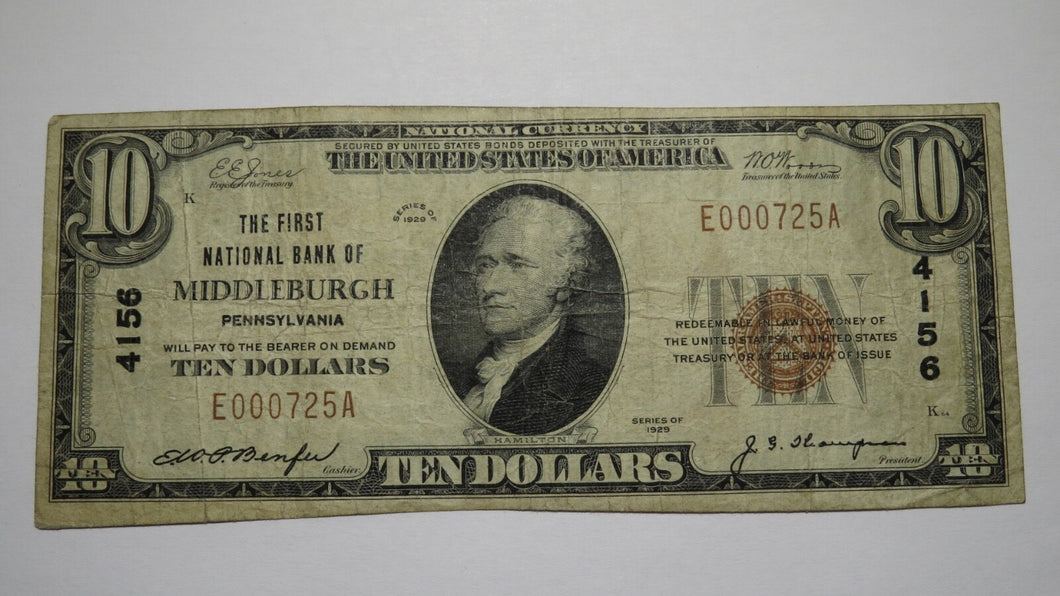 NATIONAL CURRENCY
SECURED BY UNITED STATES BONDS DEPOSITED WITH THE TREASURER OF
THE UNITED STATES OF AMERICA
10
10
E.E. Jones
Register of the Treasury.
W.O. Woods
Treasurer of the United States.
K
SERIES OF
1929
E000725A
THE FIRST
NATIONAL BANK OF
MIDDLEBURGH
PENNSYLVANIA
4156
4156
WILL PAY TO THE BEARER ON DEMAND
TEN DOLLARS
E000725A
TEN
REDEEMABLE IN LAWFUL MONEY OF
THE UNITED STATES, AT UNITED STATES
TREASURY OR AT THE BANK OF ISSUE
SERIES OF
1929
K
HAMILTON
Cashier.
J. G. Thompson
President
10
TEN
TEN DOLLARS
10
TEN